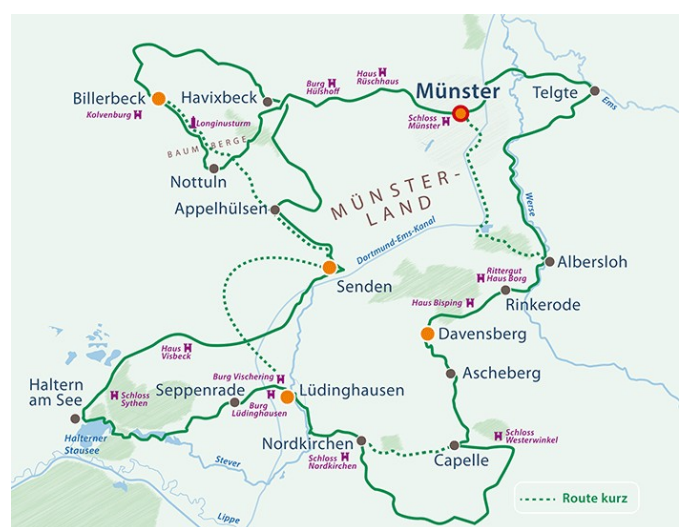 Burg
Hülshoff
Haus
Rüschhaus
Münster
Schloss
Münster
Telgte
Ems
Billerbeck
Kolvenburg
Havixbeck
Longinusturm
BAUMBERGE
Nottuln
Appelhülsen
MÜNSTER-
LAND
Werse
Dortmund-Ems-Kanal
Senden
Albersloh
Rittergut
Haus Borg
Rinkerode
Haus Bisping
Davensberg
Haus
Visbeck
Burg Vischering
Ascheberg
Haltern
am See
Schloss
Sythen
Seppenrade
Burg
Lüdinghausen
Lüdinghausen
Halterner
Stausee
Stever
Nordkirchen
Schloss
Nordkirchen
Schloss
Westerwinkel
Capelle
Lippe
Route kurz